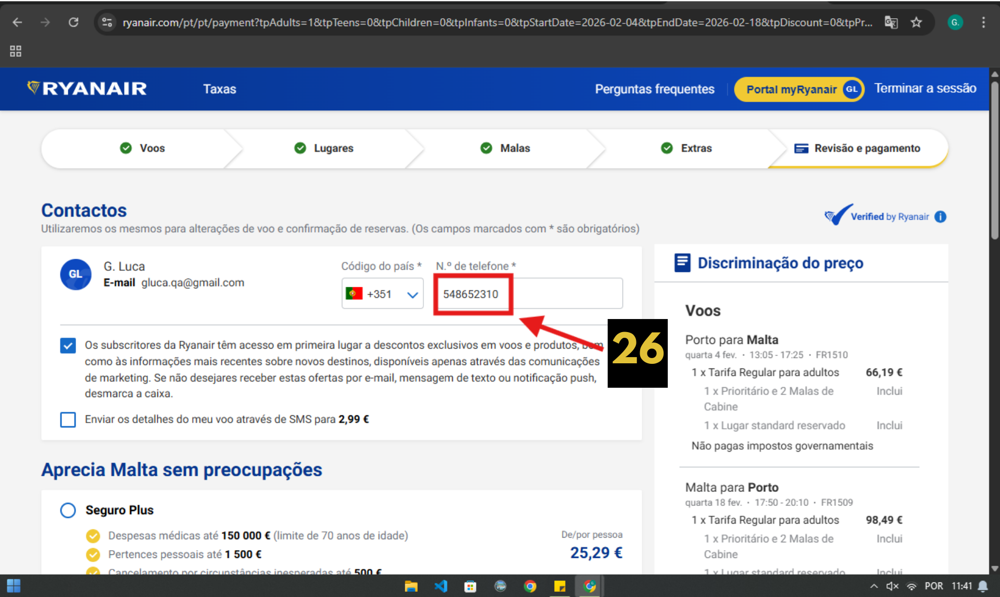 ryanair.com/pt/pt/payment?tpAdults=1&tpTeens=0&tpChildren=0&tpInfants=0&tpStartDate=2026-02-04&tpEndDate=2026-02-18&tpDiscount=0&tpPr...
G.
RYANAIR
Taxas
Perguntas frequentes
Portal myRyanair GL
Terminar a sessão
Voos
Lugares
Malas
Extras
Revisão e pagamento
Contactos
Utilizaremos os mesmos para alterações de voo e confirmação de reservas. (Os campos marcados com * são obrigatórios)
Verified by Ryanair i
GL
G. Luca
E-mail gluca.qa@gmail.com
Código do país *
N.º de telefone *
+351
548652310
26
Os subscritores da Ryanair têm acesso em primeira lugar a descontos exclusivos em voos e produtos, bem
como às informações mais recentes sobre novos destinos, disponíveis apenas através das comunicações
de marketing. Se não desejares receber estas ofertas por e-mail, mensagem de texto ou notificação push,
desmarca a caixa.
Enviar os detalhes do meu voo através de SMS para 2,99 €
Aprecia Malta sem preocupações
Seguro Plus
Despesas médicas até 150 000 € (limite de 70 anos de idade)
Pertences pessoais até 1 500 €
Cancelamento por circunstâncias inesperadas até 500 €
De/por pessoa
25,29 €
Discriminação do preço
Voos
Porto para Malta
quarta 4 fev. • 13:05 - 17:25 • FR1510
1 x Tarifa Regular para adultos 66,19 €
1 x Prioritário e 2 Malas de Inclui
Cabine
1 x Lugar standard reservado Inclui
Não pagas impostos governamentais
Malta para Porto
quarta 18 fev. • 17:50 - 20:10 • FR1509
1 x Tarifa Regular para adultos 98,49 €
1 x Prioritário e 2 Malas de Inclui
Cabine
1 x Lugar standard reservado Inclui
POR 11:41